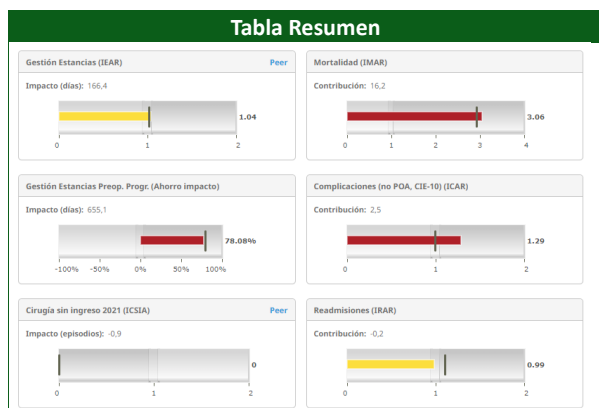 Tabla Resumen
Gestión Estancias (IEAR) Peer
Impacto (días): 166,4
1.04
0 1 2
Mortalidad (IMAR)
Contribución: 16,2
3.06
0 1 2 3 4
Gestión Estancias Preop. Progr. (Ahorro impacto)
Impacto (días): 655,1
78.08%
-100% -50% 0% 50% 100%
Complicaciones (no POA, CIE-10) (ICAR)
Contribución: 2,5
1.29
0 1 2
Cirugía sin ingreso 2021 (ICSIA) Peer
Impacto (episodios): -0,9
0
0 1 2
Readmisiones (IRAR)
Contribución: -0,2
0.99
0 1 2